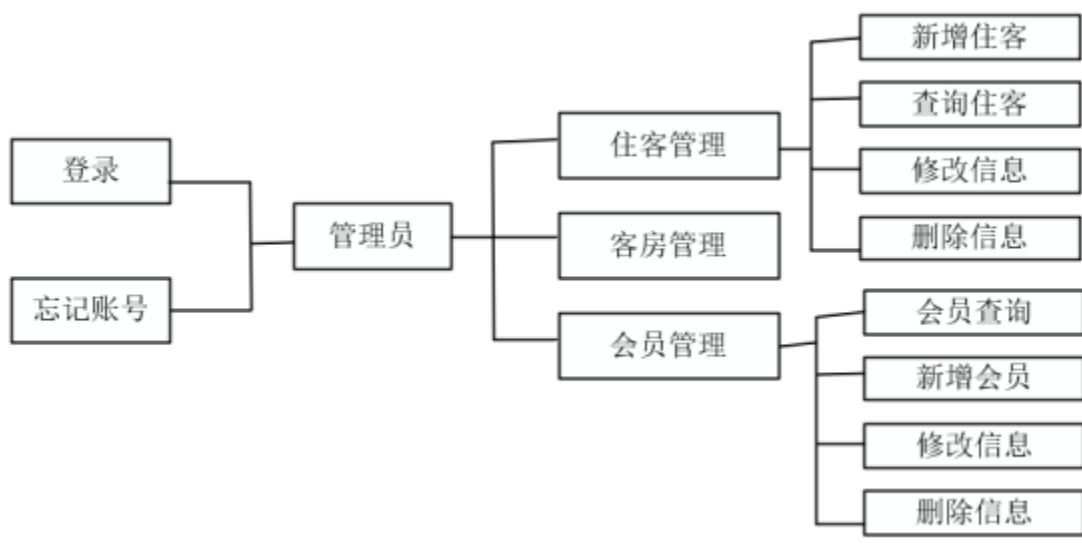 登录
忘记账号
管理员
住客管理
客房管理
会员管理
新增住客
查询住客
修改信息
删除信息
会员查询
新增会员
修改信息
删除信息